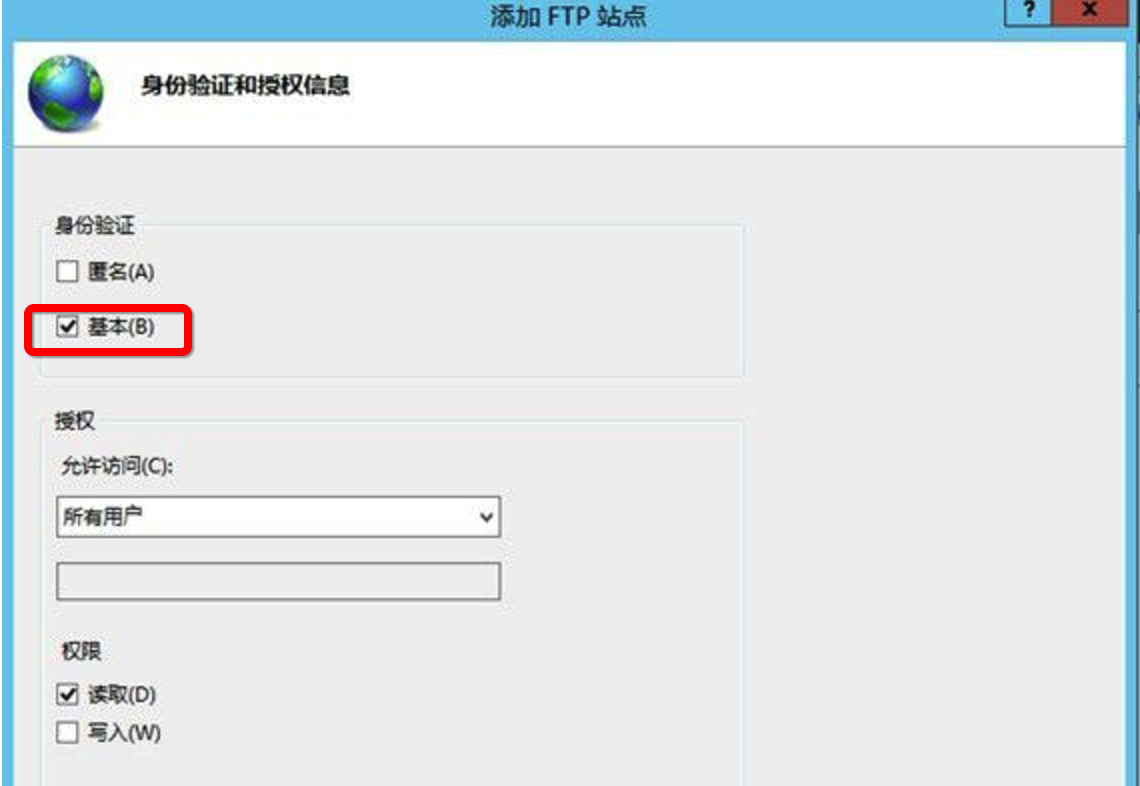 添加 FTP 站点
?
x
身份验证和授权信息
身份验证
匿名(A)
基本(B)
授权
允许访问(C):
所有用户
权限
读取(D)
写入(W)